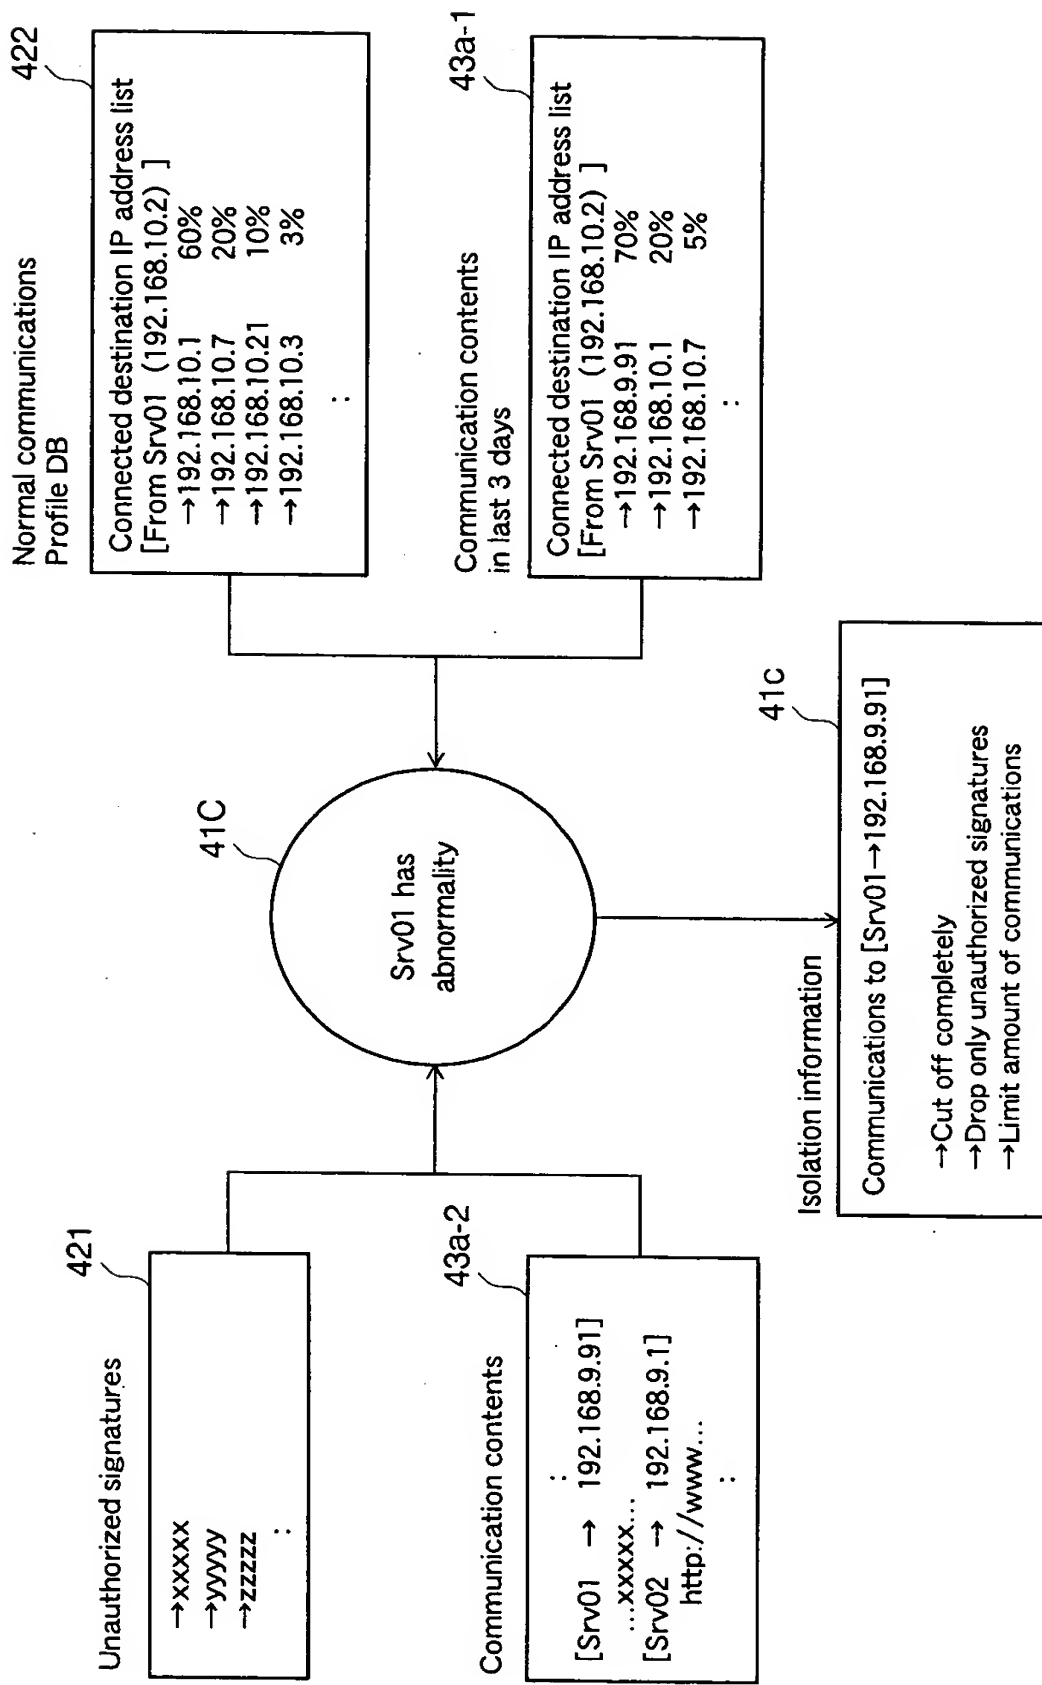 Unauthorized signatures
421
→xxxxx
→yyyyy
→zzzzz
:
Communication contents
43a-2
:
[Srv01 → 192.168.9.91]
...xxxxx...
[Srv02 → 192.168.9.1]
http://www...
:
41C
Srv01 has
abnormality
Normal communications
Profile DB
422
Connected destination IP address list
[From Srv01 (192.168.10.2) ]
→192.168.10.1 60%
→192.168.10.7 20%
→192.168.10.21 10%
→192.168.10.3 3%
:
Communication contents
in last 3 days
43a-1
Connected destination IP address list
[From Srv01 (192.168.10.2) ]
→192.168.9.91 70%
→192.168.10.1 20%
→192.168.10.7 5%
:
Isolation information
41c
Communications to [Srv01→192.168.9.91]
→Cut off completely
→Drop only unauthorized signatures
→Limit amount of communications